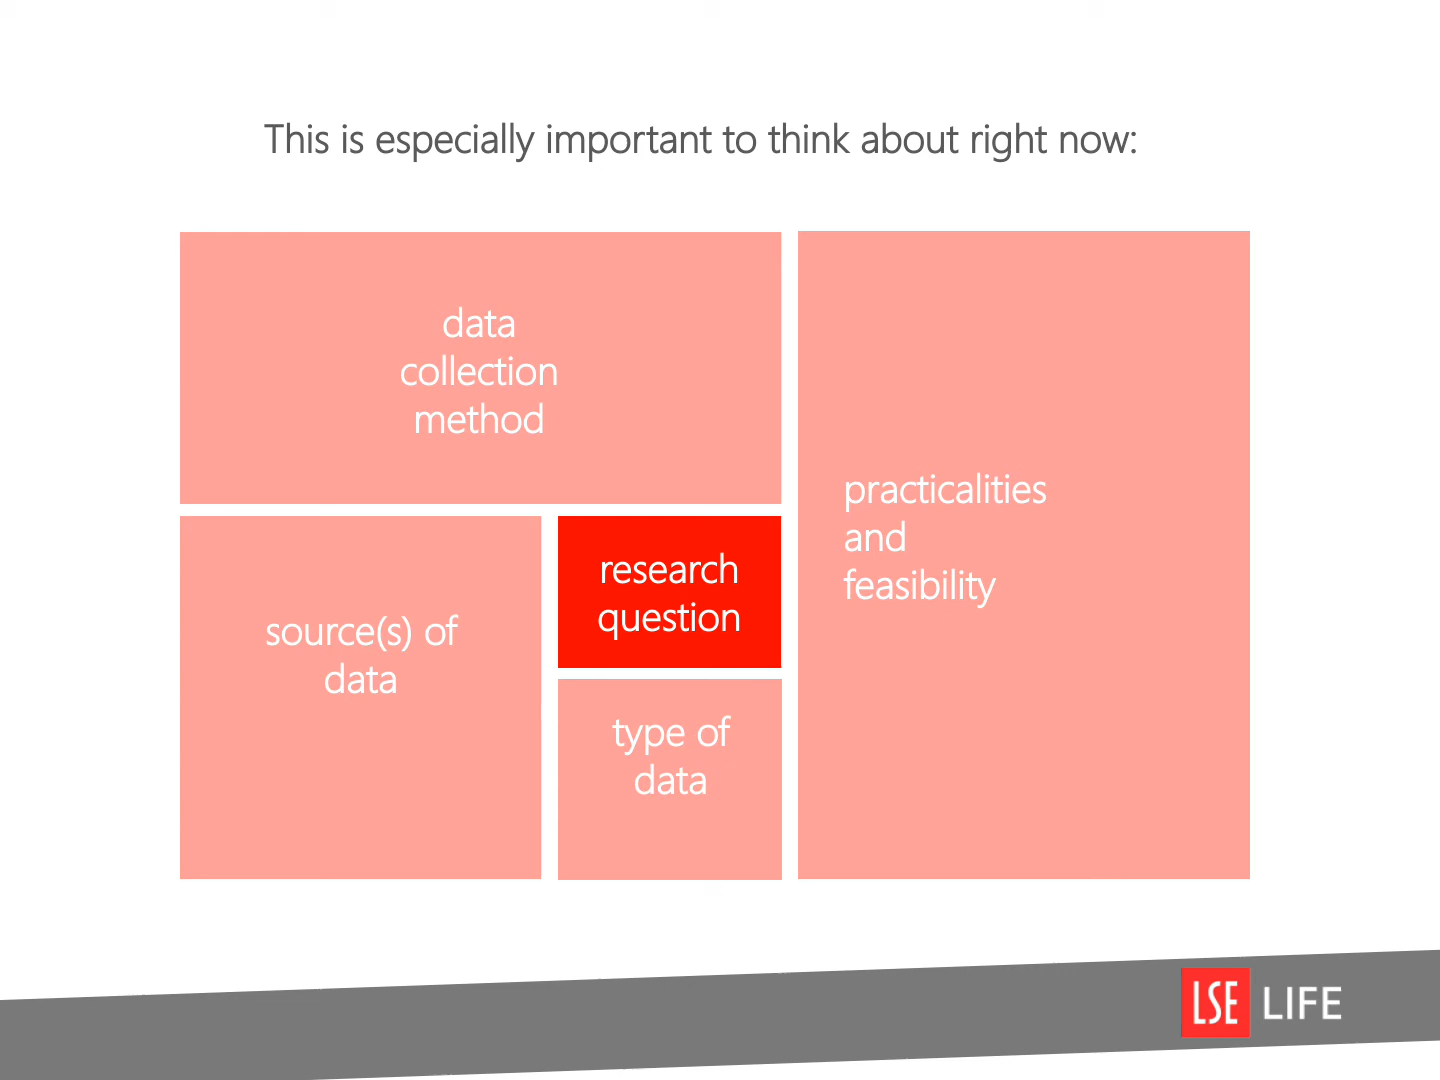 This is especially important to think about right now:
data
collection
method
practicalities
and
feasibility
research
question
source(s) of
data
type of
data
LSE LIFE